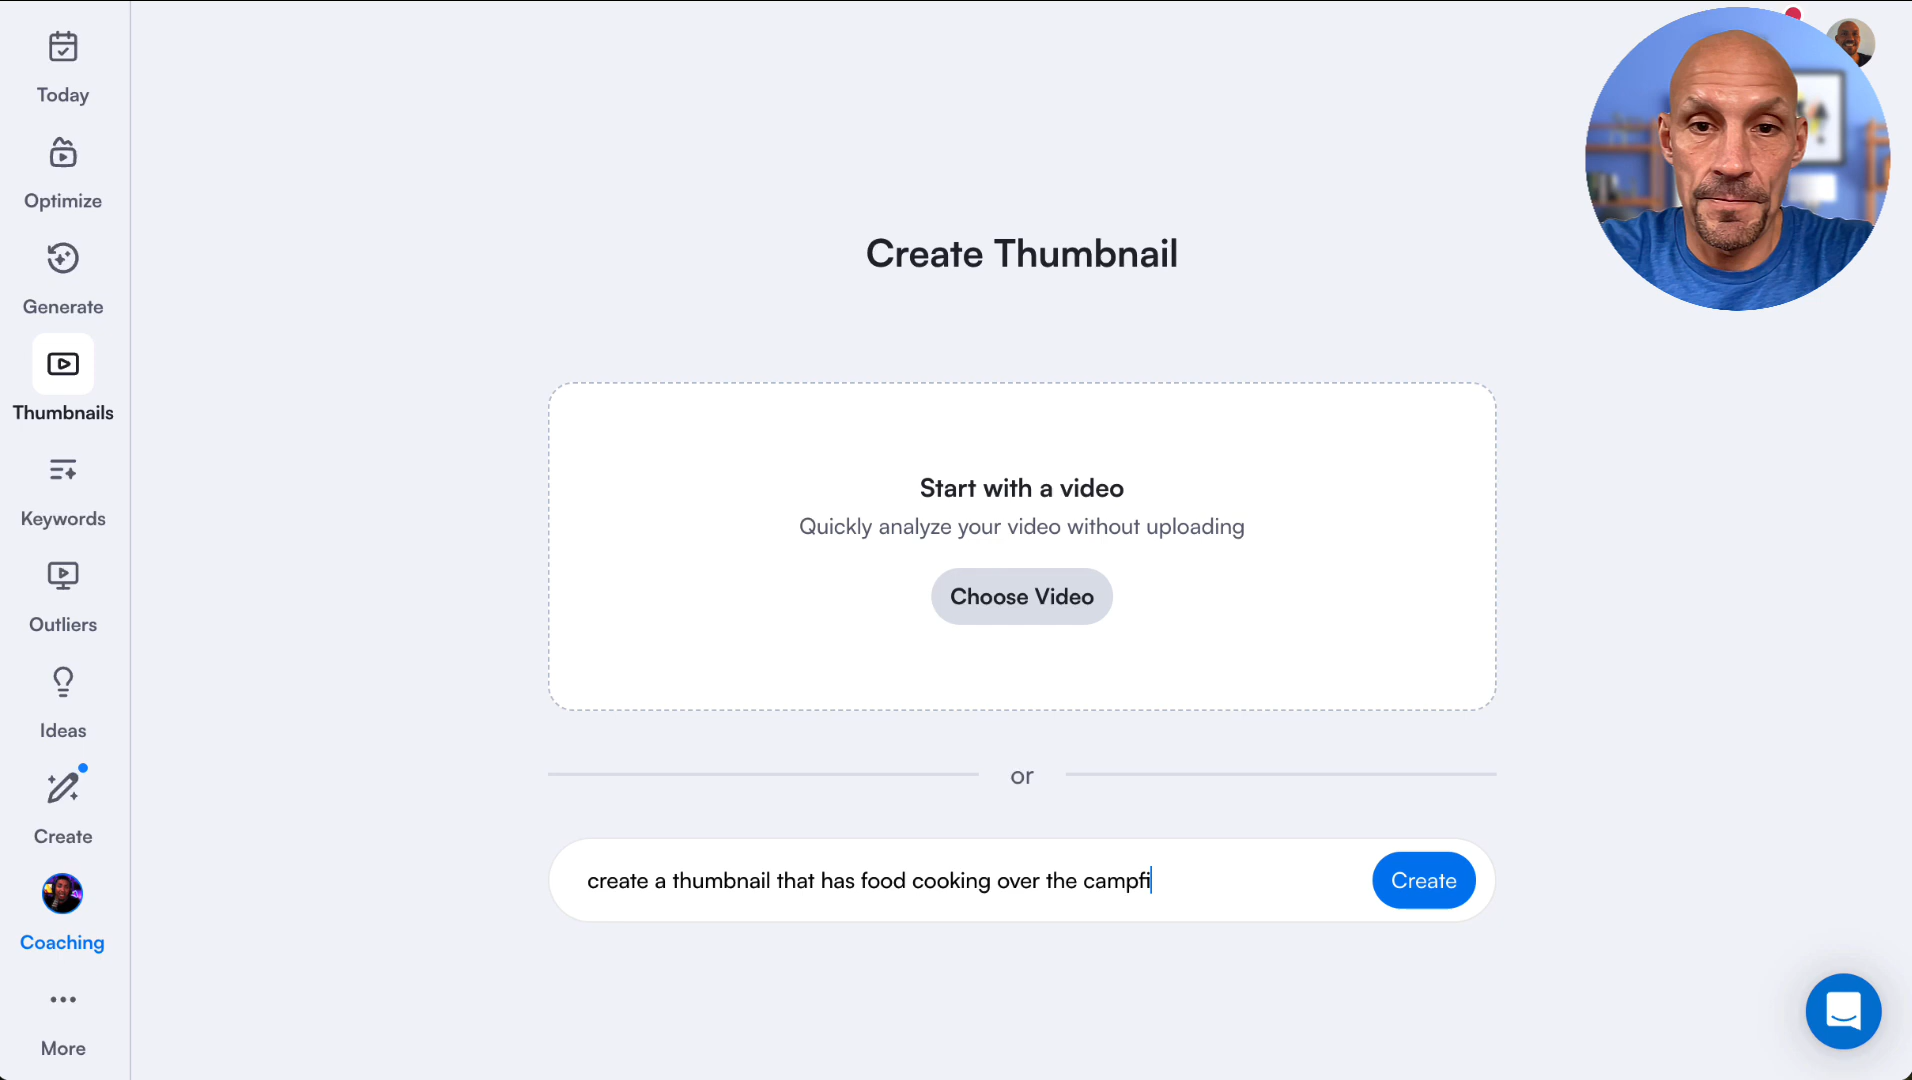 Today
Optimize
Generate
Thumbnails
Keywords
Outliers
Ideas
Create
Coaching
More
Create Thumbnail
Start with a video
Quickly analyze your video without uploading
Choose Video
or
create a thumbnail that has food cooking over the campfi
Create